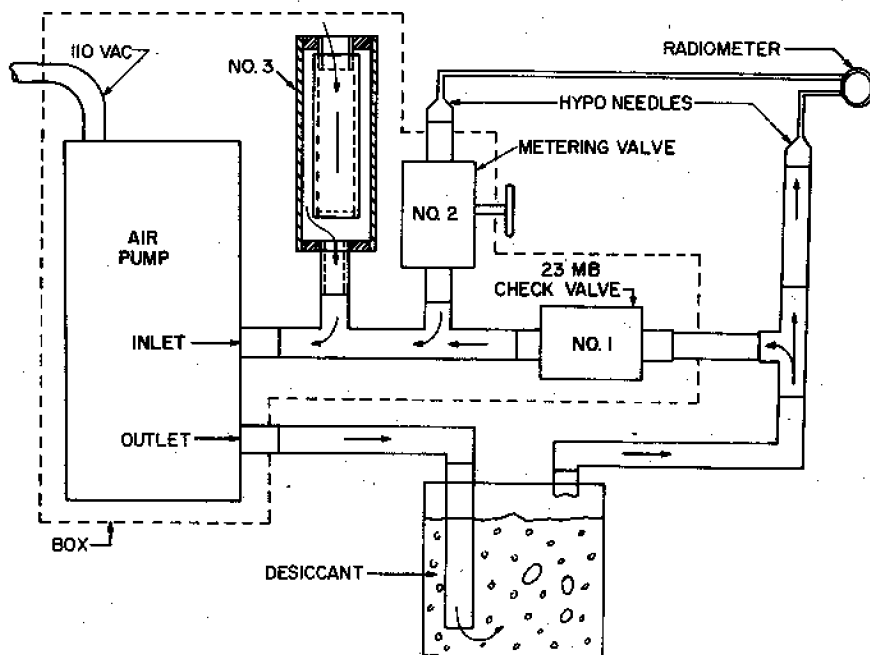 110 VAC
NO. 3
RADIOMETER
HYPO NEEDLES
METERING VALVE
NO. 2
AIR
PUMP
23 MB
CHECK VALVE
INLET
NO. 1
OUTLET
BOX
DESICCANT